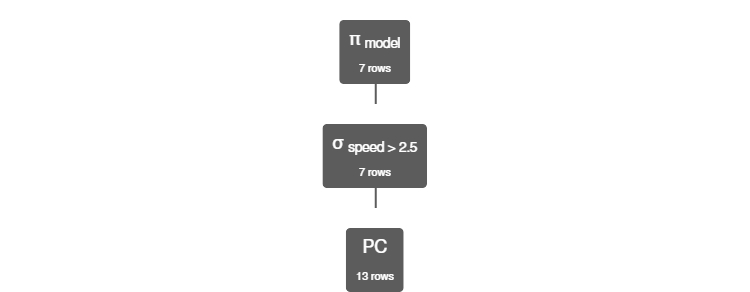 π model
7 rows
σ speed > 2.5
7 rows
PC
13 rows